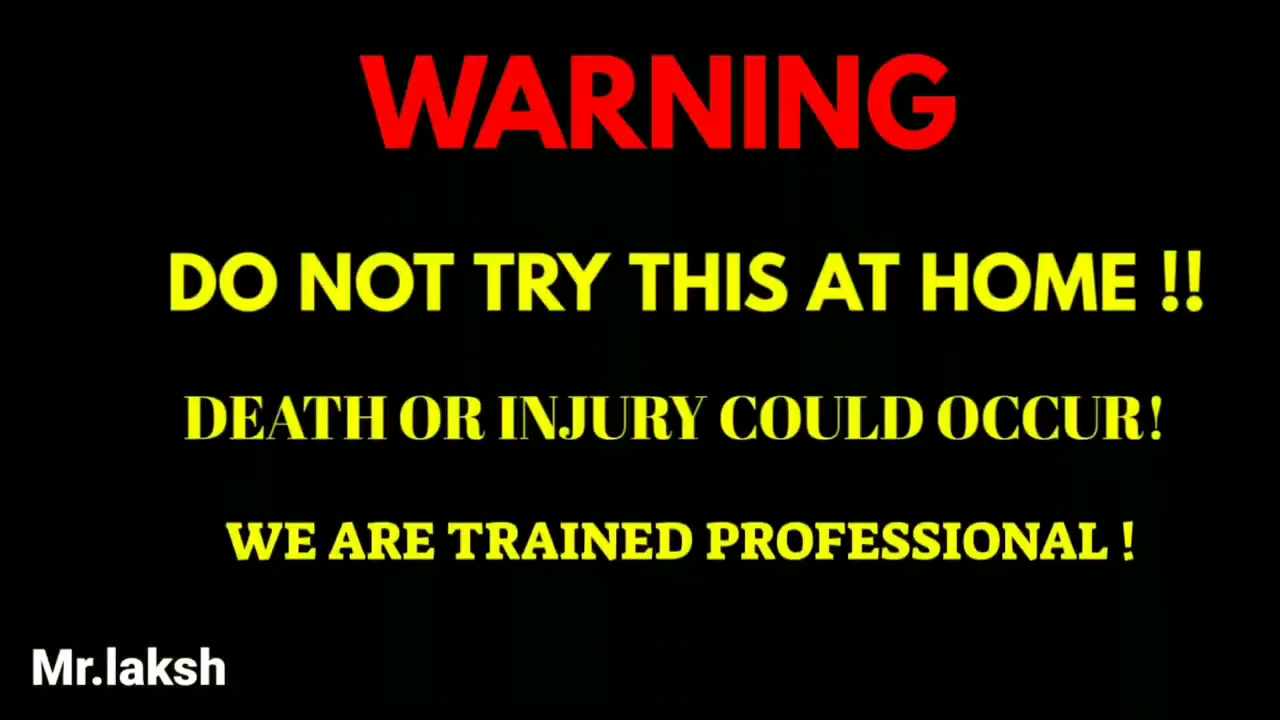 WARNING
DO NOT TRY THIS AT HOME !!
DEATH OR INJURY COULD OCCUR!
WE ARE TRAINED PROFESSIONAL !
Mr.laksh